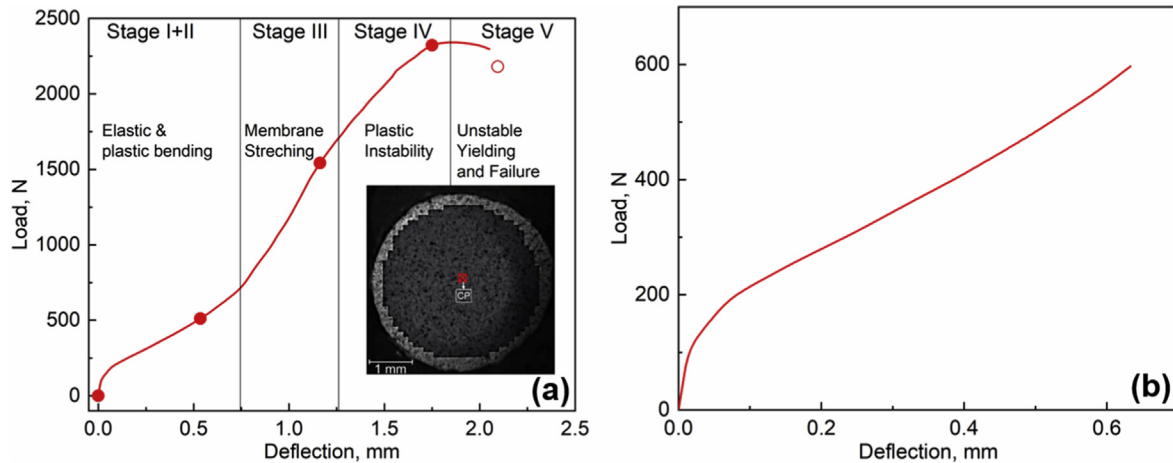 2500
2000
1500
1000
500
0
Load, N
Stage I+II
Stage III
Stage IV
Stage V
Elastic &
plastic bending
Membrane
Streching
Plastic
Instability
Unstable
Yielding
and Failure
CP
1 mm
(a)
0.0
0.5
1.0
1.5
2.0
2.5
Deflection, mm
600
400
200
0
Load, N
(b)
0.0
0.2
0.4
0.6
Deflection, mm